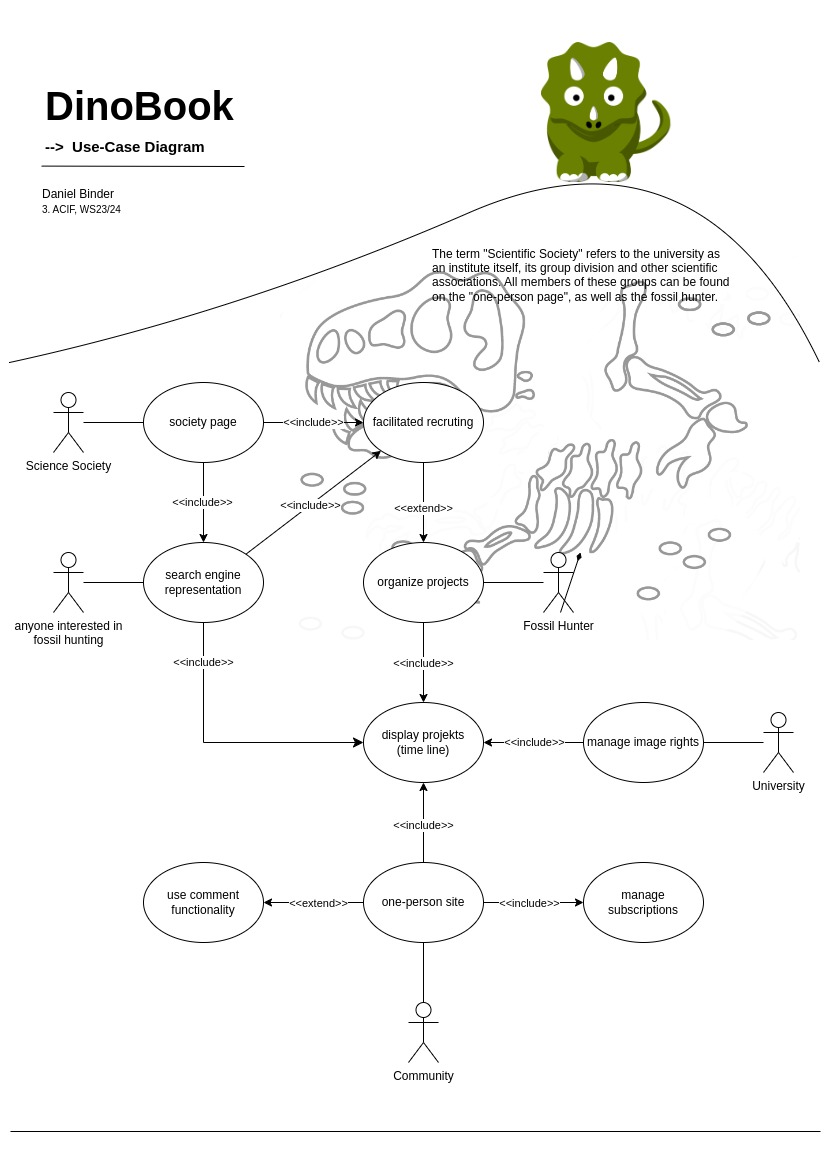 DinoBook
--> Use-Case Diagram
Daniel Binder
3. ACIF, WS23/24
The term "Scientific Society" refers to the university as
an institute itself, its group division and other scientific
associations. All members of these groups can be found
on the "one-person page", as well as the fossil hunter.
society page
<<include>>
facilitated recruting
Science Society
<<include>>
<<include>>
<<extend>>
search engine
representation
organize projects
anyone interested in
fossil hunting
Fossil Hunter
<<include>>
<<include>>
display projekts
(time line)
<<include>>
manage image rights
University
<<include>>
use comment
functionality
<<extend>>
one-person site
<<include>>
manage
subscriptions
Community